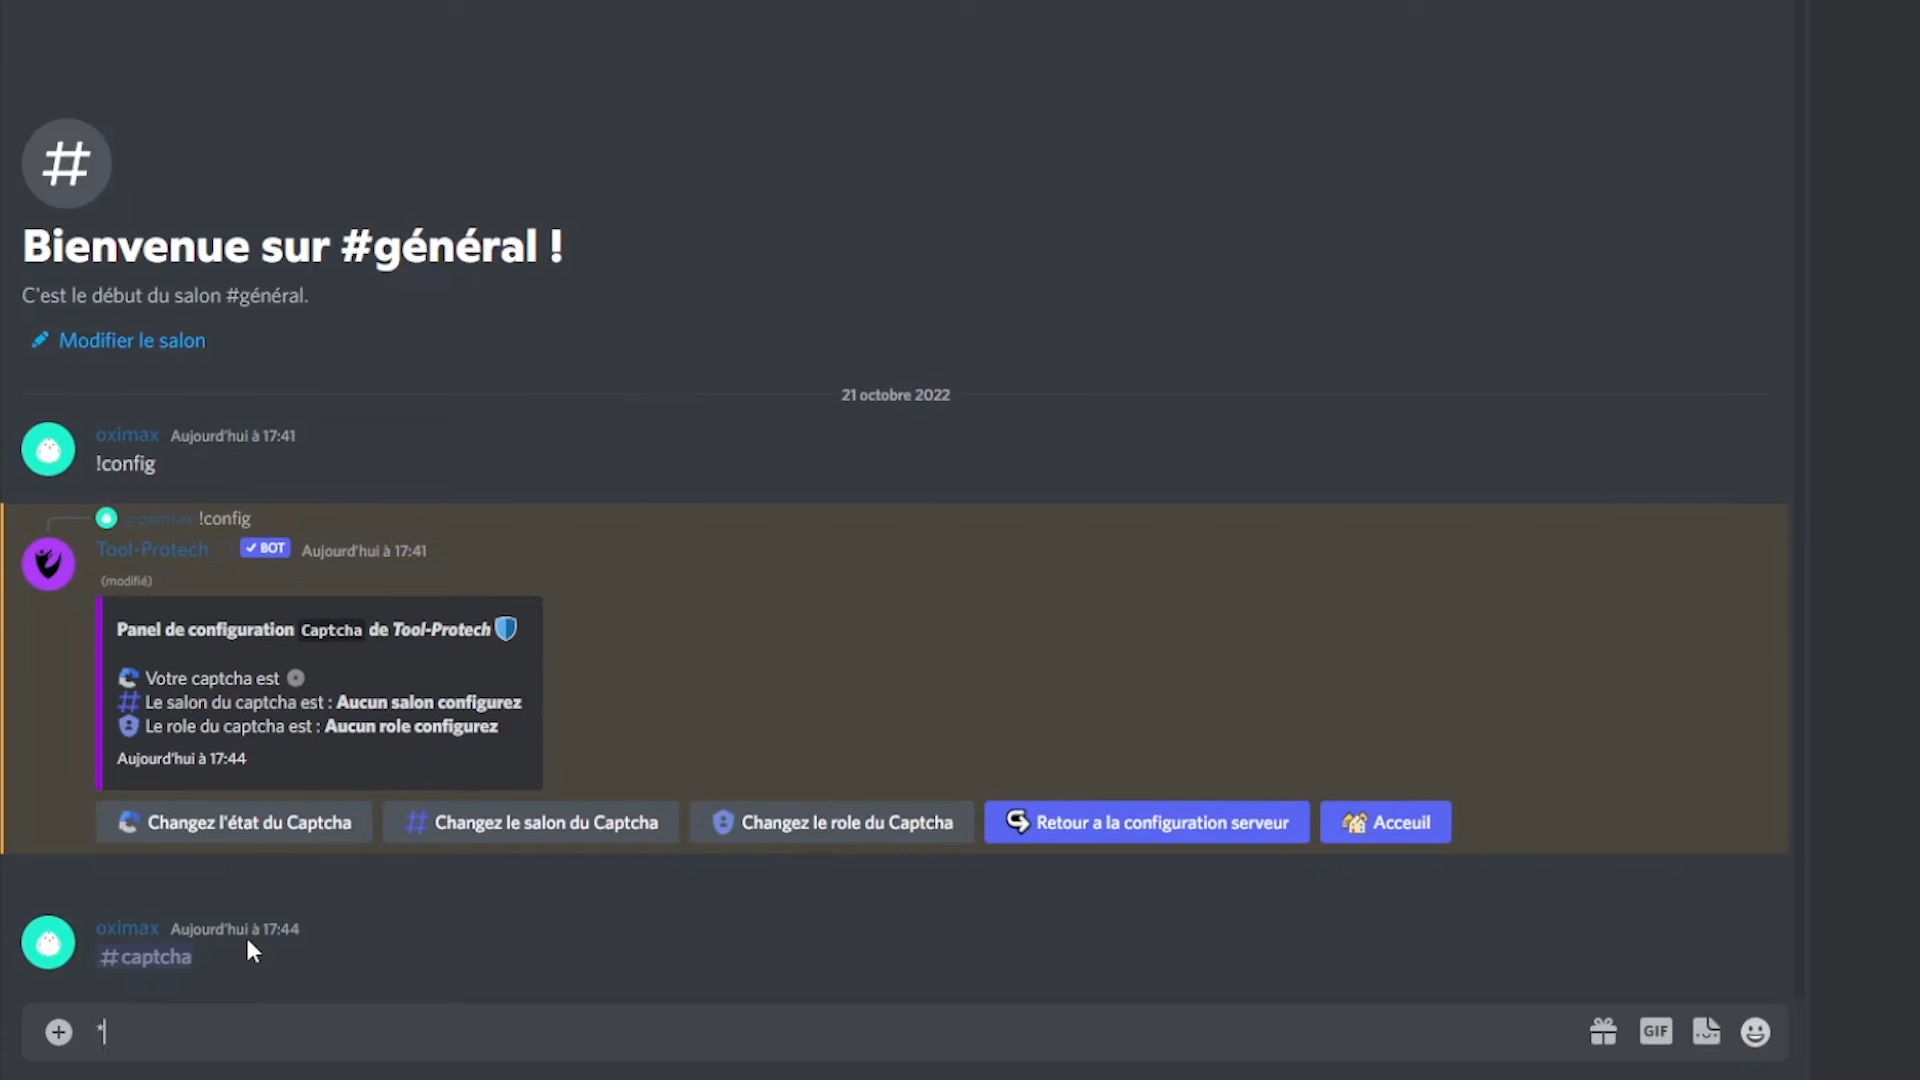 Bienvenue sur #général !
C'est le début du salon #général.
Modifier le salon
21 octobre 2022
oximax Aujourd'hui à 17:41
!config
oximax !config
Tool-Protech BOT Aujourd'hui à 17:41
(modifié)
Panel de configuration Captcha de Tool-Protech
Votre captcha est
# Le salon du captcha est : Aucun salon configurez
Le role du captcha est : Aucun role configurez
Aujourd'hui à 17:44
Changez l'état du Captcha # Changez le salon du Captcha Changez le role du Captcha Retour a la configuration serveur Acceuil
oximax Aujourd'hui à 17:44
#captcha
*
GIF